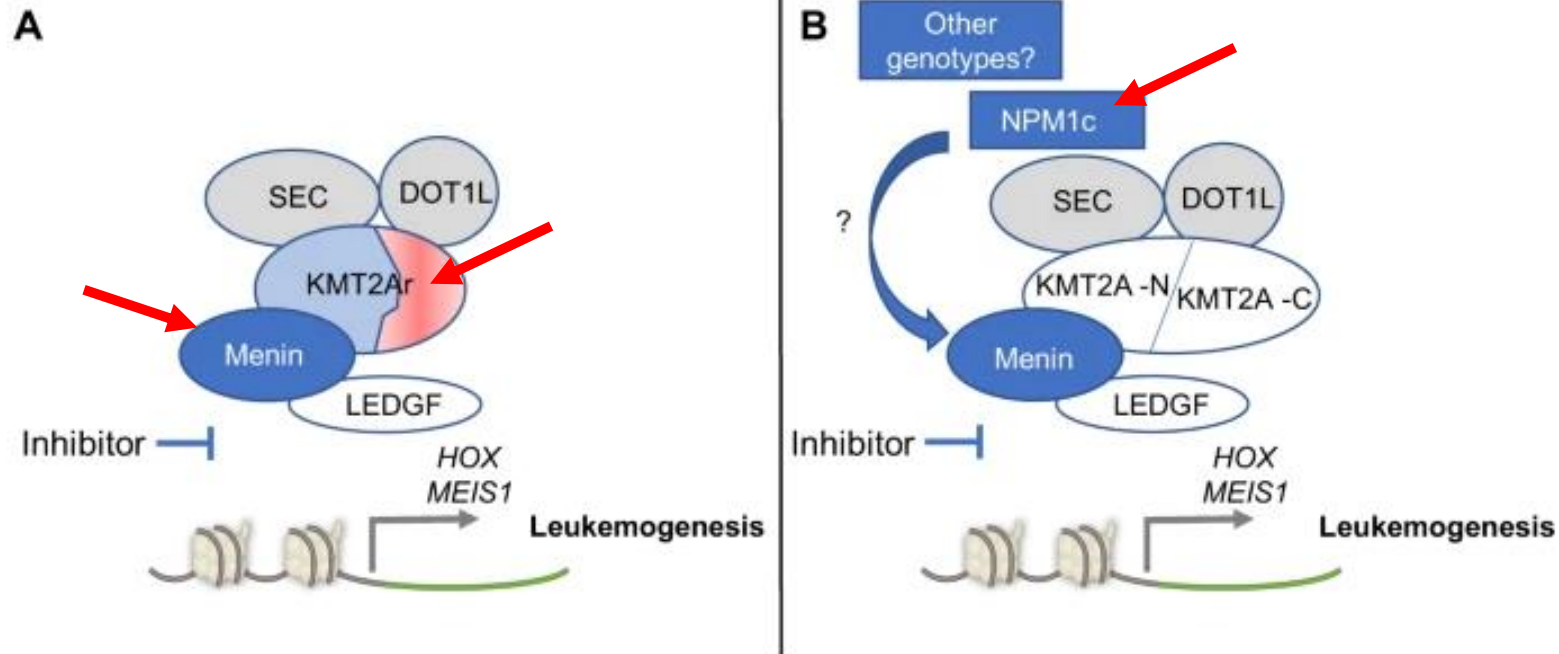 A
SEC
DOT1L
KMT2Ar
Menin
LEDGF
Inhibitor
HOX
MEIS1
Leukemogenesis
B
Other
genotypes?
NPM1c
?
SEC
DOT1L
KMT2A -N
KMT2A -C
Menin
LEDGF
Inhibitor
HOX
MEIS1
Leukemogenesis